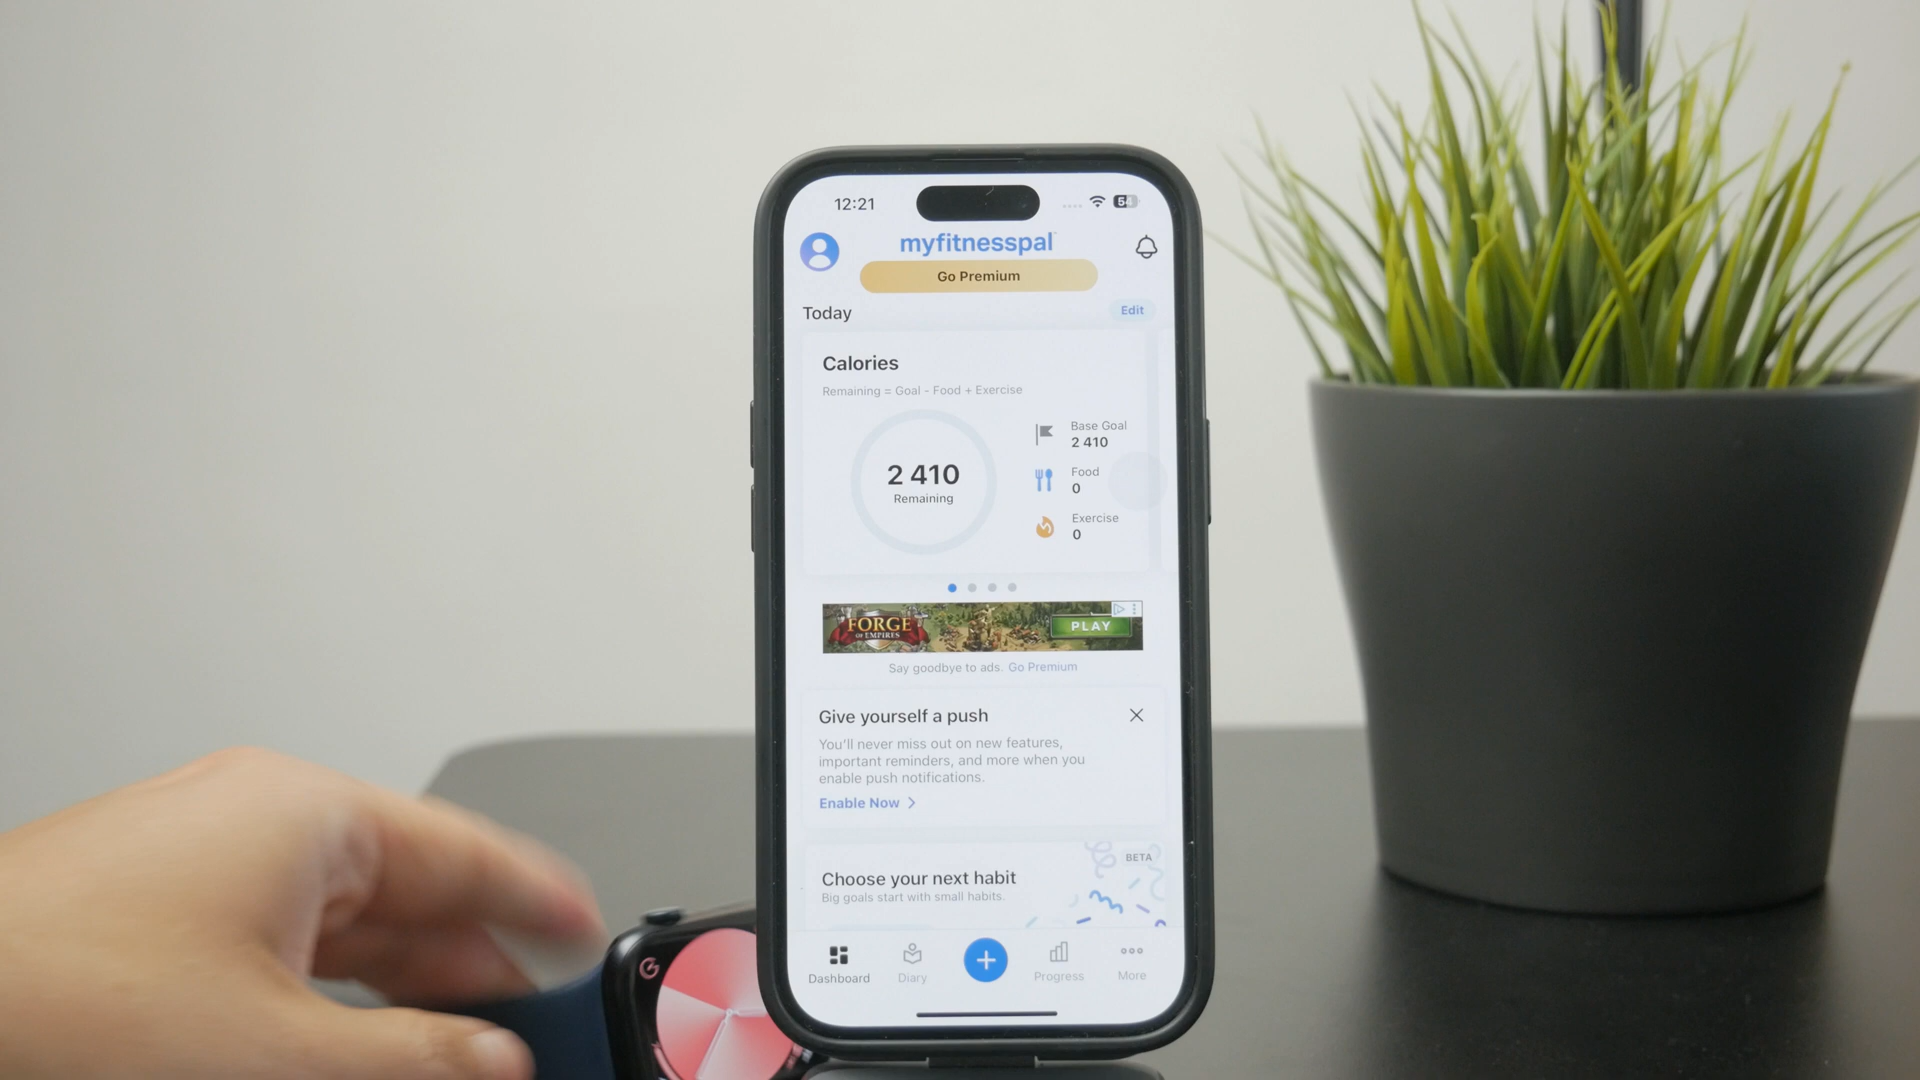 12:21
myfitnesspal
Go Premium
Today
Edit
Calories
Remaining = Goal - Food + Exercise
2 410
Remaining
Base Goal
2 410
Food
0
Exercise
0
FORGE
OF EMPIRES
PLAY
Say goodbye to ads. Go Premium
Give yourself a push
You'll never miss out on new features,
important reminders, and more when you
enable push notifications.
Enable Now
BETA
Choose your next habit
Big goals start with small habits.
Dashboard
Diary
Progress
More